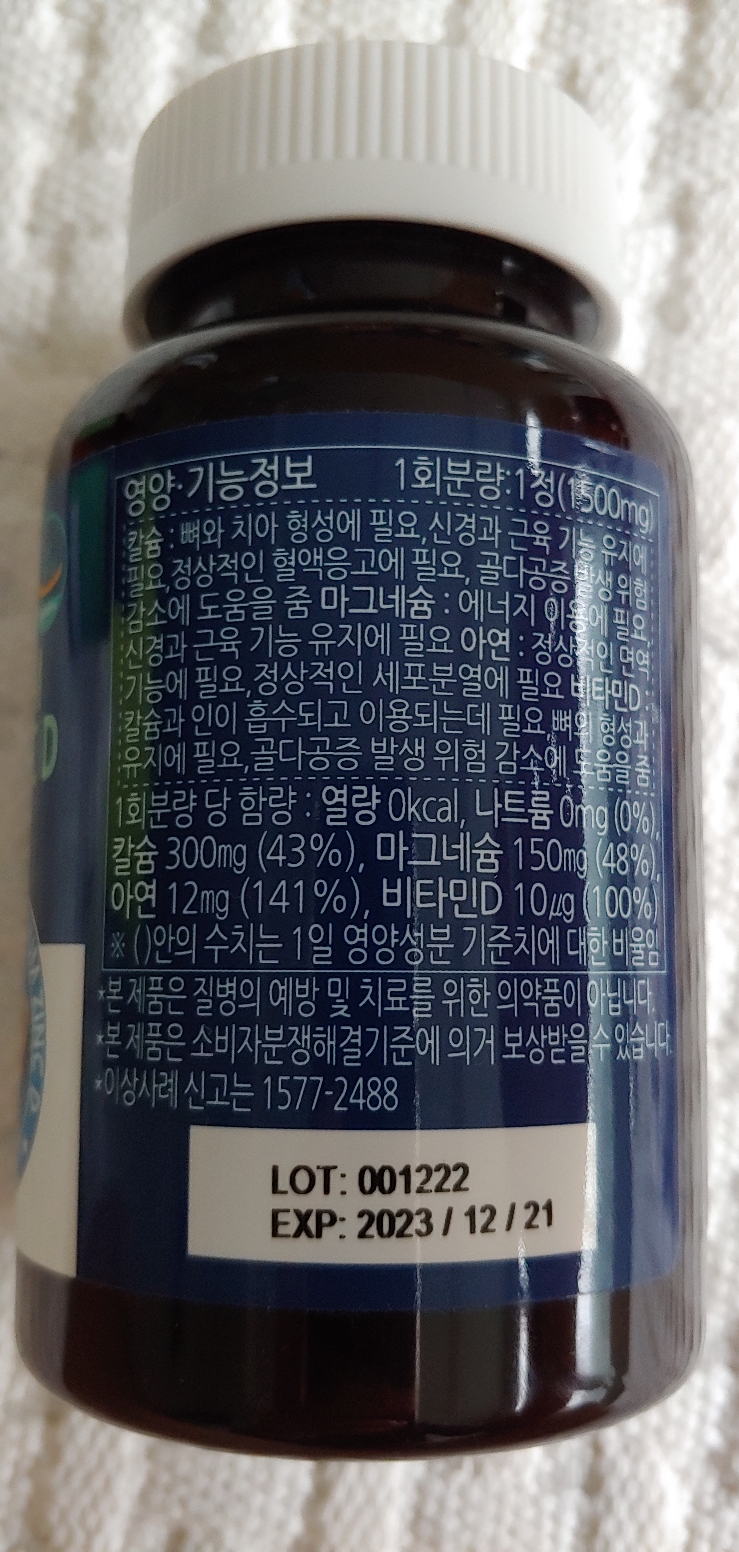 영양·기능정보 1회분량:1정(1500mg)
칼슘 : 뼈와 치아 형성에 필요,신경과 근육 기능 유지에
필요,정상적인 혈액응고에 필요, 골다공증 발생 위험
감소에 도움을 줌 마그네슘 : 에너지 이용에 필요,
신경과 근육 기능 유지에 필요 아연 : 정상적인 면역
기능에 필요,정상적인 세포분열에 필요 비타민D :
칼슘과 인이 흡수되고 이용되는데 필요,뼈의 형성과
유지에 필요,골다공증 발생 위험 감소에 도움을 줌
1회분량 당 함량 : 열량 0kcal, 나트륨 0mg (0%),
칼슘 300mg (43%), 마그네슘 150mg (48%),
아연 12mg (141%), 비타민D 10㎍ (100%)
※ ()안의 수치는 1일 영양성분 기준치에 대한 비율임
*본 제품은 질병의 예방 및 치료를 위한 의약품이 아닙니다.
*본 제품은 소비자분쟁해결기준에 의거 보상받을 수 있습니다.
*이상사례 신고는 1577-2488
LOT: 001222
EXP: 2023 / 12 / 21
D
ZINC